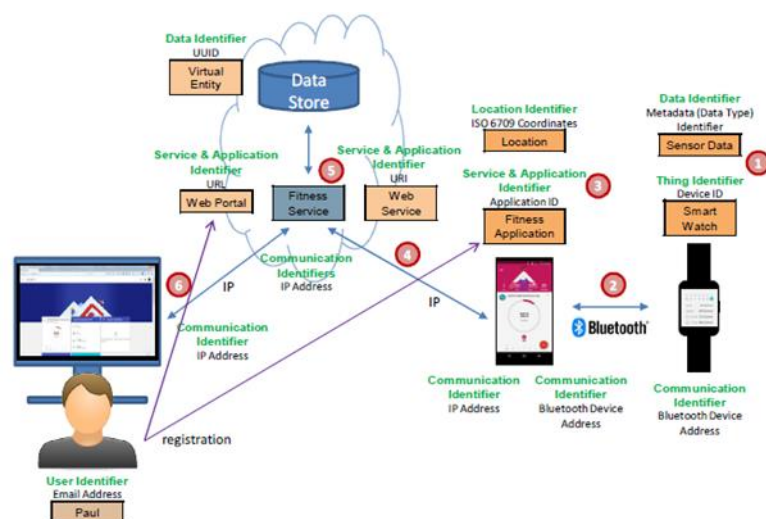 Data Identifier
UUID
Virtual
Entity
Data
Store
Location Identifier
ISO 6709 Coordinates
Location
Data Identifier
Metadata (Data Type)
Identifier
Sensor Data
1
Service & Application
Identifier
URL
Web Portal
5
Fitness
Service
Service & Application
Identifier
URI
Web
Service
Service & Application
Identifier
Application ID
Fitness
Application
3
Thing Identifier
Device ID
Smart
Watch
4
6
IP
Communication
Identifiers
IP Address
IP
2
Bluetooth
Communication
Identifier
IP Address
Communication
Identifier
IP Address
Communication
Identifier
Bluetooth Device
Address
Communication
Identifier
Bluetooth Device
Address
registration
User Identifier
Email Address
Paul